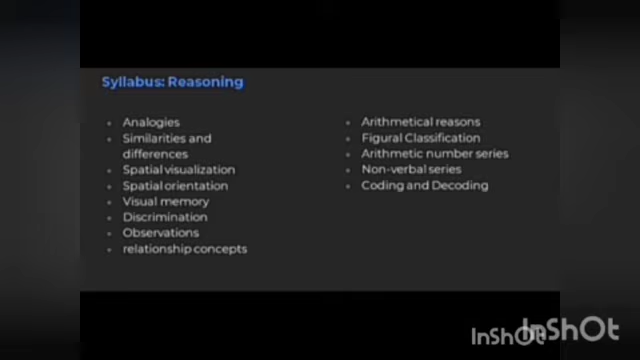 Syllabus: Reasoning
Analogies
Similarities and
differences
Spatial visualization
Spatial orientation
Visual memory
Discrimination
Observations
relationship concepts
Arithmetical reasons
Figural Classification
Arithmetic number series
Non-verbal series
Coding and Decoding
InShOt
InShOt